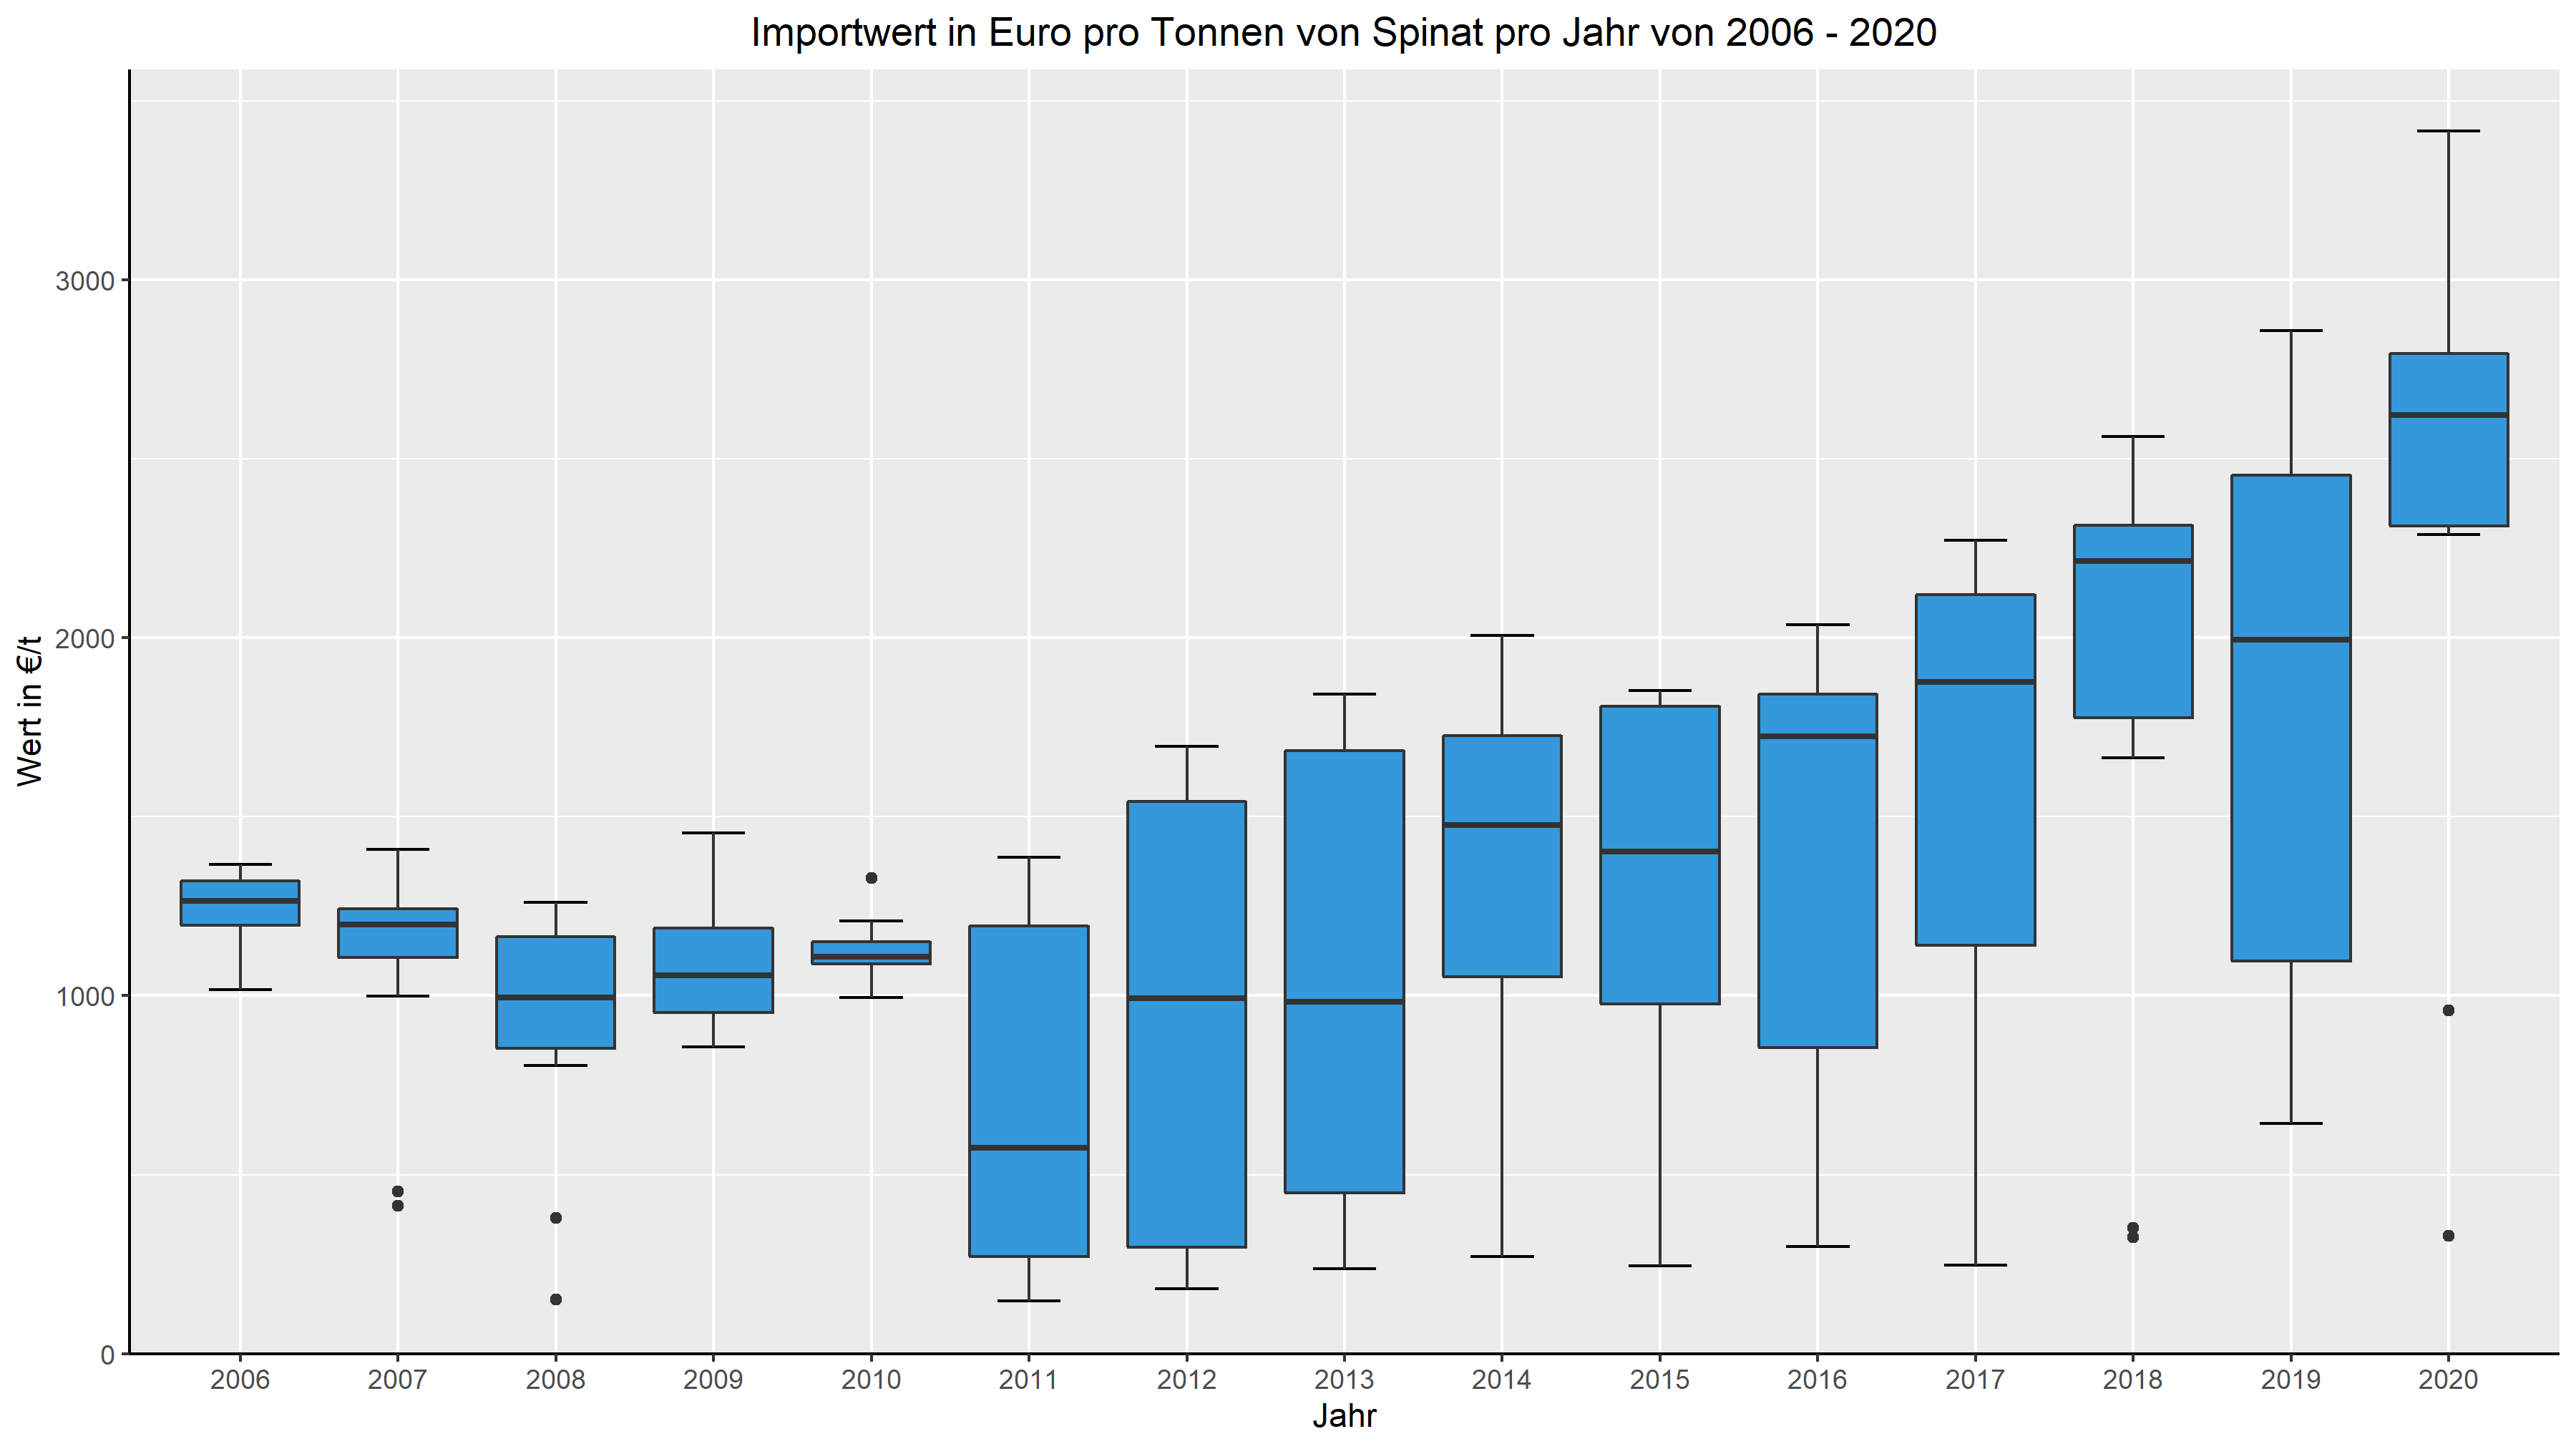 Importwert in Euro pro Tonnen von Spinat pro Jahr von 2006 - 2020
Wert in €/t
3000
2000
1000
0
2006 2007 2008 2009 2010 2011 2012 2013 2014 2015 2016 2017 2018 2019 2020
Jahr